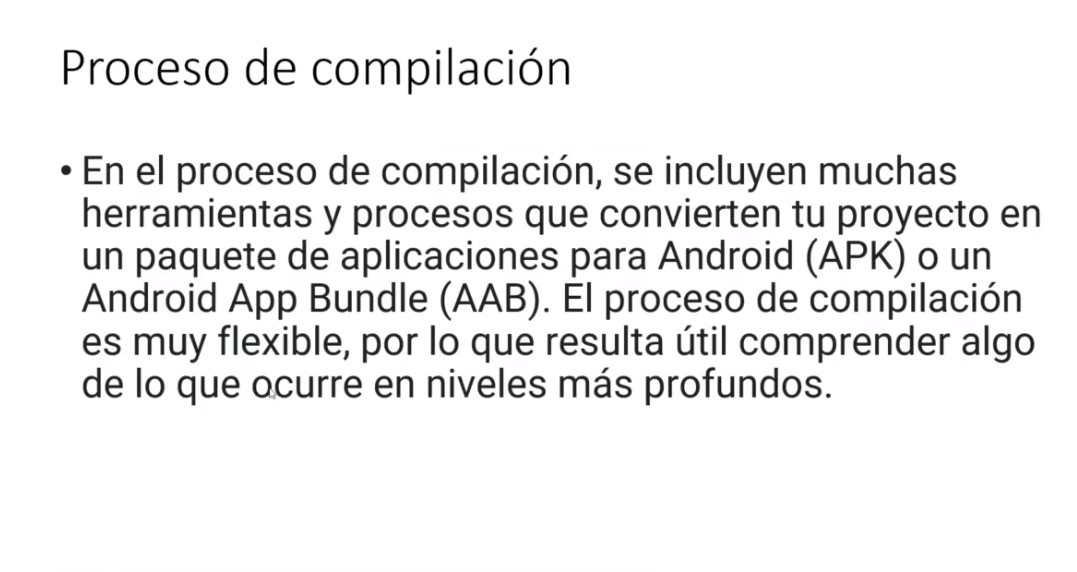 Proceso de compilación
• En el proceso de compilación, se incluyen muchas
herramientas y procesos que convierten tu proyecto en
un paquete de aplicaciones para Android (APK) o un
Android App Bundle (AAB). El proceso de compilación
es muy flexible, por lo que resulta útil comprender algo
de lo que ocurre en niveles más profundos.